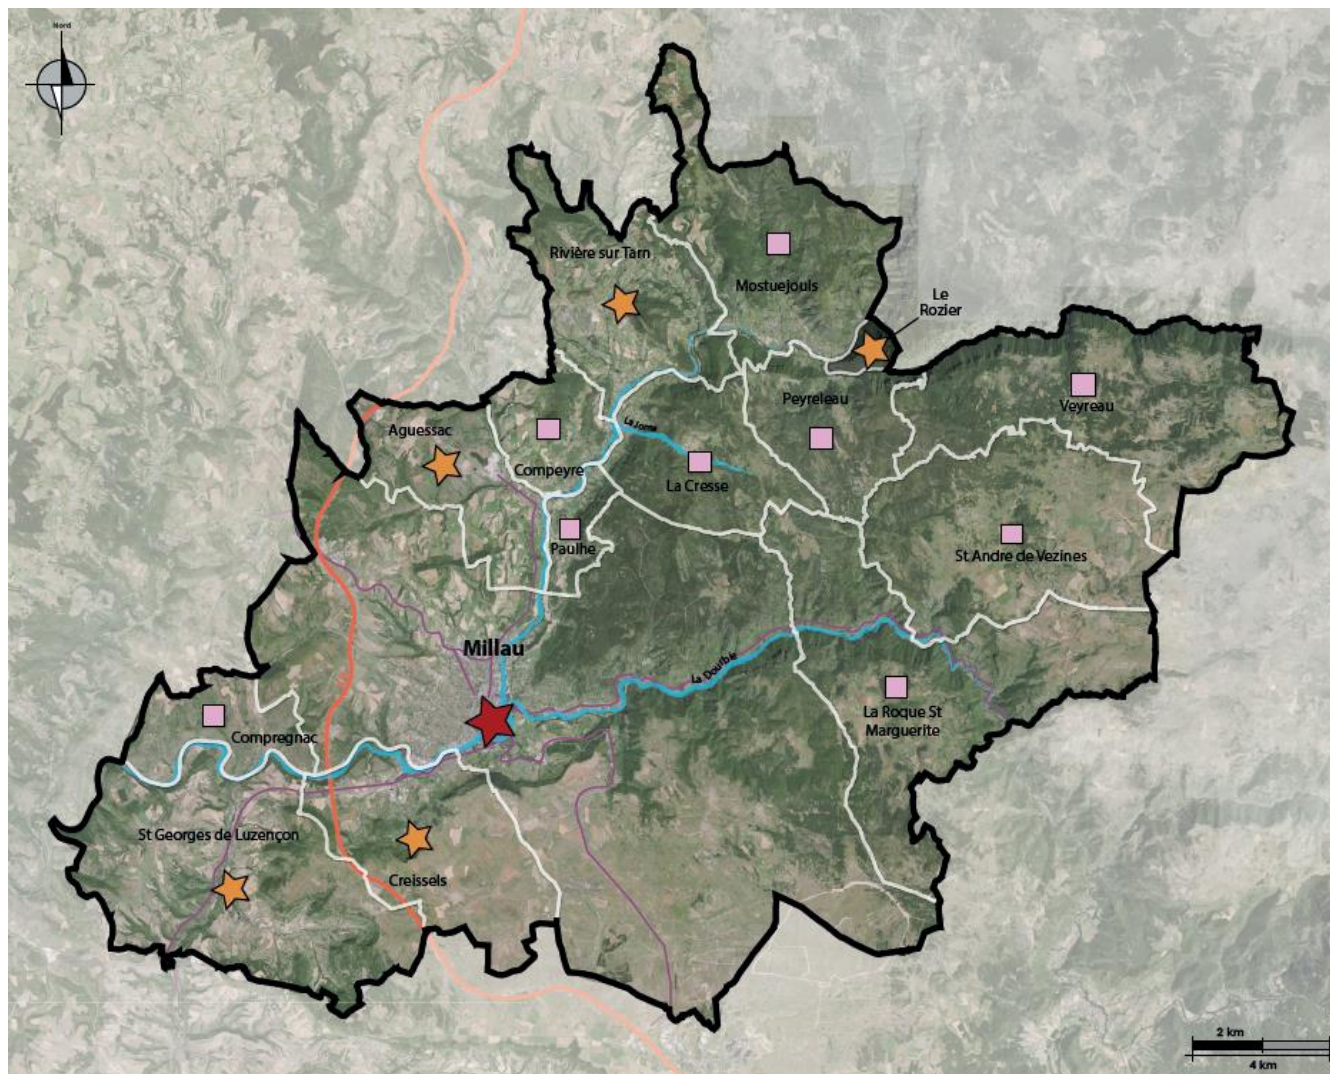 Nord
Rivière sur Tarn
Mostuejouls
Le
Rozier
Peyreleau
Veyreau
Aguessac
La Jonte
Compeyre
La Cresse
Paulhe
St Andre de Vezines
Millau
La Dourbie
La Roque St
Marguerite
Compregnac
St Georges de Luzençon
Creissels
2 km
4 km